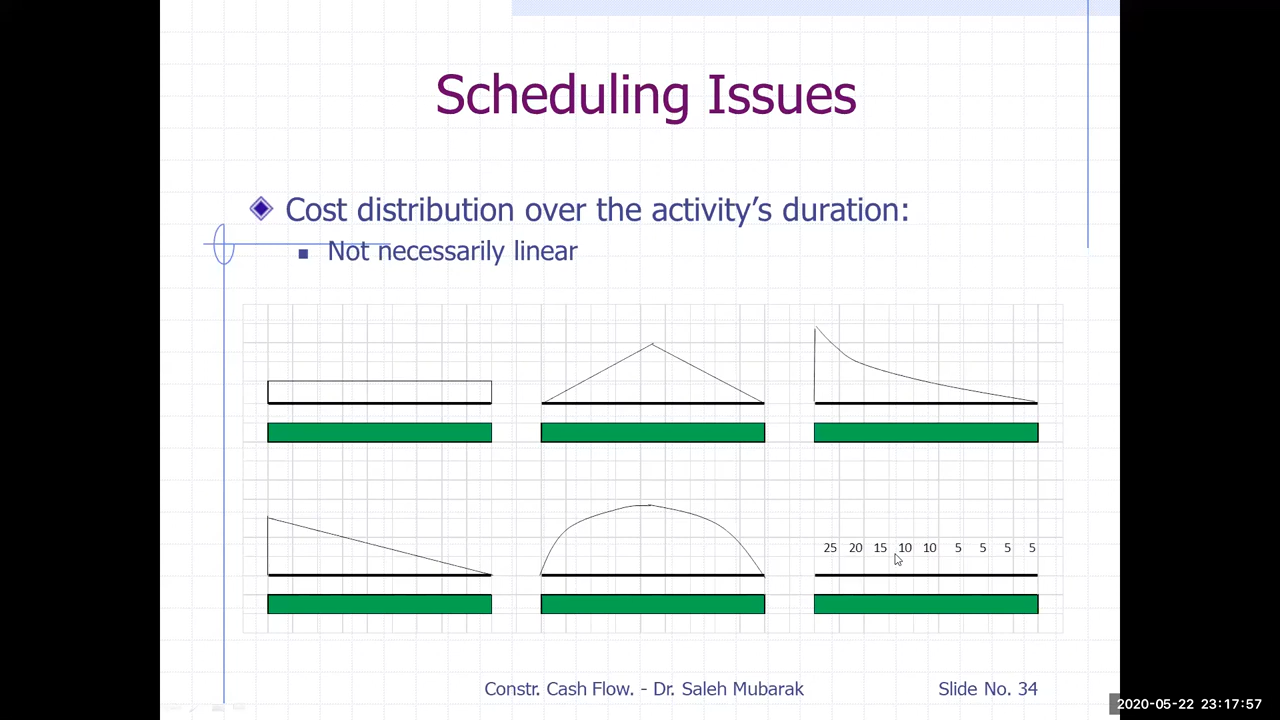 Scheduling Issues
Cost distribution over the activity's duration:
Not necessarily linear
25 20 15 10 10 5 5 5 5
Constr. Cash Flow. - Dr. Saleh Mubarak
Slide No. 34
2020-05-22 23:17:57